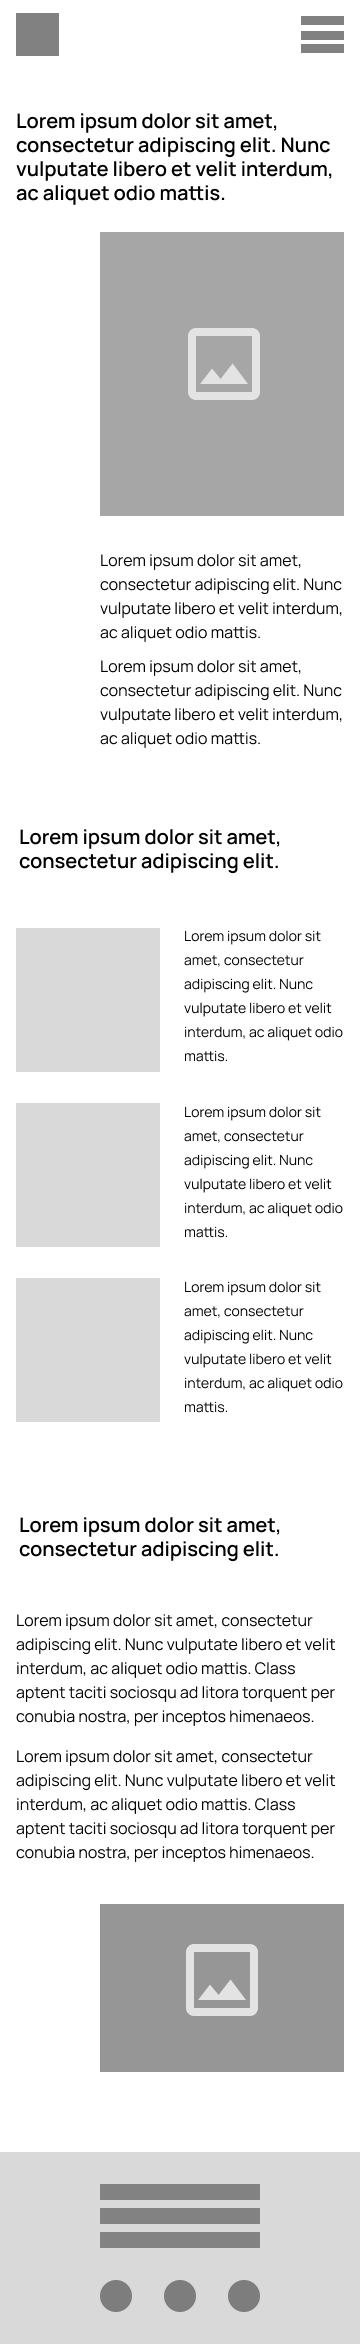 Lorem ipsum dolor sit amet,
consectetur adipiscing elit. Nunc
vulputate libero et velit interdum,
ac aliquet odio mattis.
Lorem ipsum dolor sit amet,
consectetur adipiscing elit. Nunc
vulputate libero et velit interdum,
ac aliquet odio mattis.
Lorem ipsum dolor sit amet,
consectetur adipiscing elit. Nunc
vulputate libero et velit interdum,
ac aliquet odio mattis.
Lorem ipsum dolor sit amet,
consectetur adipiscing elit.
Lorem ipsum dolor sit
amet, consectetur
adipiscing elit. Nunc
vulputate libero et velit
interdum, ac aliquet odio
mattis.
Lorem ipsum dolor sit
amet, consectetur
adipiscing elit. Nunc
vulputate libero et velit
interdum, ac aliquet odio
mattis.
Lorem ipsum dolor sit
amet, consectetur
adipiscing elit. Nunc
vulputate libero et velit
interdum, ac aliquet odio
mattis.
Lorem ipsum dolor sit amet,
consectetur adipiscing elit.
Lorem ipsum dolor sit amet, consectetur
adipiscing elit. Nunc vulputate libero et velit
interdum, ac aliquet odio mattis. Class
aptent taciti sociosqu ad litora torquent per
conubia nostra, per inceptos himenaeos.
Lorem ipsum dolor sit amet, consectetur
adipiscing elit. Nunc vulputate libero et velit
interdum, ac aliquet odio mattis. Class
aptent taciti sociosqu ad litora torquent per
conubia nostra, per inceptos himenaeos.